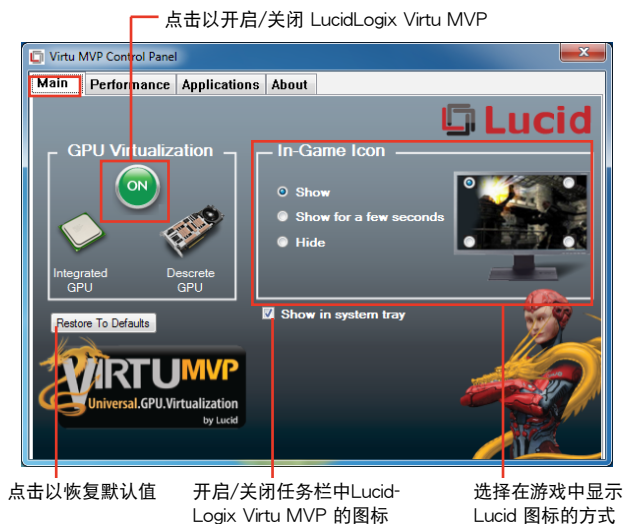 点击以开启/关闭 LucidLogix Virtu MVP
Virtu MVP Control Panel
Main Performance Applications About
Lucid
GPU Virtualization
In-Game Icon
ON
Show
Show for a few seconds
Hide
Integrated
GPU
Descrete
GPU
Restore To Defaults
Show in system tray
VIRTU MVP
Universal.GPU.Virtualization
by Lucid
点击以恢复默认值
开启/关闭任务栏中Lucid-
Logix Virtu MVP 的图标
选择在游戏中显示
Lucid 图标的方式